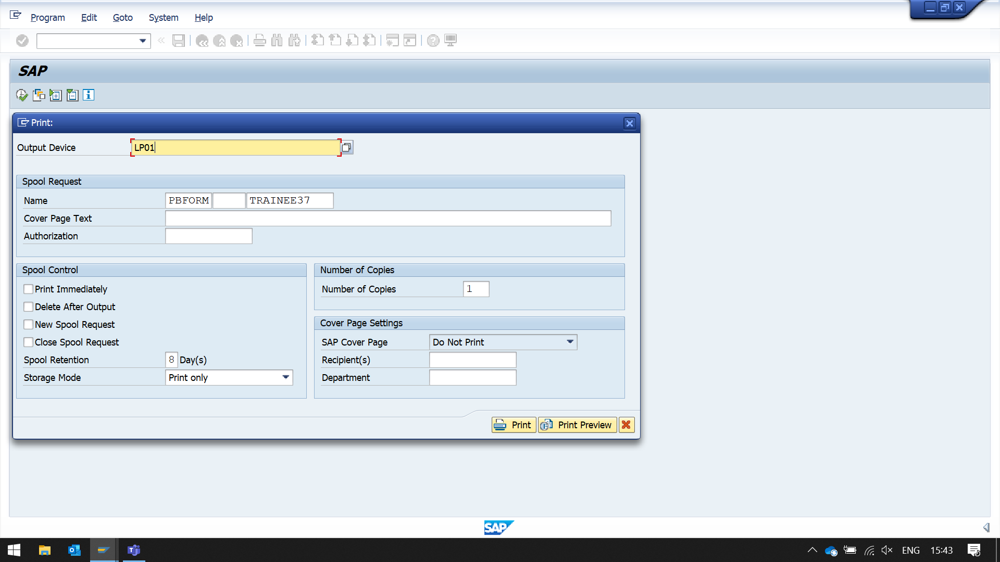 Program Edit Goto System Help
SAP
Print:
Output Device LP01
Spool Request
Name PBFORM TRAINEE37
Cover Page Text
Authorization
Spool Control
Print Immediately
Delete After Output
New Spool Request
Close Spool Request
Spool Retention 8 Day(s)
Storage Mode Print only
Number of Copies
Number of Copies 1
Cover Page Settings
SAP Cover Page Do Not Print
Recipient(s)
Department
Print Print Preview
SAP
ENG 15:43